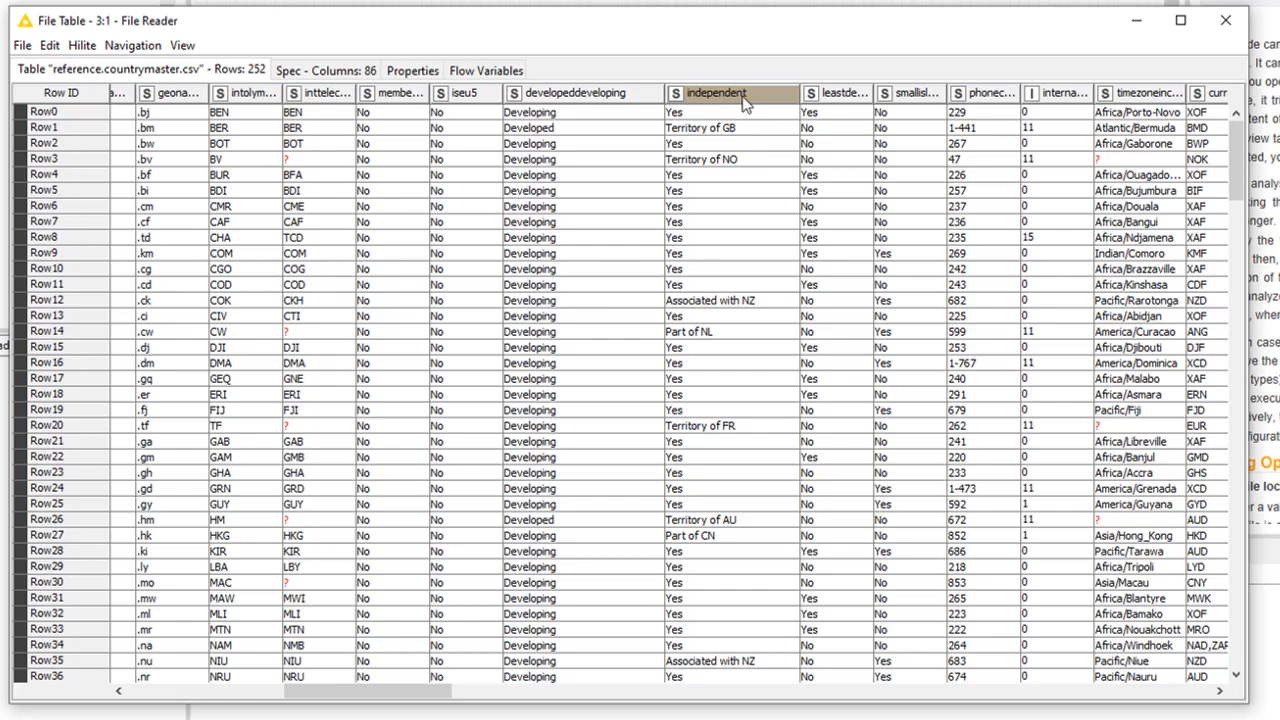 File Table - 3:1 - File Reader
File Edit Hilite Navigation View
Table "reference.countrymaster.csv" - Rows: 252 Spec - Columns: 86 Properties Flow Variables
Row ID a... S geona... S intolym... S inttelec... S membe... S iseu5 S developeddeveloping S independent S leastde... S smallisl... S phonec... I interna... S timezoneinc... S curr
Row0 .bj BEN BEN No No Developing Yes Yes No 229 0 Africa/Porto-Novo XOF
Row1 .bm BER BER No No Developed Territory of GB No No 1-441 11 Atlantic/Bermuda BMD
Row2 .bw BOT BOT No No Developing Yes No No 267 0 Africa/Gaborone BWP
Row3 .bv BV ? No No Developing Territory of NO No No 47 11 ? NOK
Row4 .bf BUR BFA No No Developing Yes Yes No 226 0 Africa/Ouagado... XOF
Row5 .bi BDI BDI No No Developing Yes Yes No 257 0 Africa/Bujumbura BIF
Row6 .cm CMR CME No No Developing Yes No No 237 0 Africa/Douala XAF
Row7 .cf CAF CAF No No Developing Yes Yes No 236 0 Africa/Bangui XAF
Row8 .td CHA TCD No No Developing Yes Yes No 235 15 Africa/Ndjamena XAF
Row9 .km COM COM No No Developing Yes Yes Yes 269 0 Indian/Comoro KMF
Row10 .cg CGO COG No No Developing Yes No No 242 0 Africa/Brazzaville XAF
Row11 .cd COD COD No No Developing Yes Yes No 243 0 Africa/Kinshasa CDF
Row12 .ck COK CKH No No Developing Associated with NZ No Yes 682 0 Pacific/Rarotonga NZD
Row13 .ci CIV CTI No No Developing Yes No No 225 0 Africa/Abidjan XOF
Row14 .cw CW ? No No Developing Part of NL No Yes 599 11 America/Curacao ANG
Row15 .dj DJI DJI No No Developing Yes Yes No 253 0 Africa/Djibouti DJF
Row16 .dm DMA DMA No No Developing Yes No Yes 1-767 11 America/Dominica XCD
Row17 .gq GEQ GNE No No Developing Yes Yes No 240 0 Africa/Malabo XAF
Row18 .er ERI ERI No No Developing Yes Yes No 291 0 Africa/Asmara ERN
Row19 .fj FIJ FJI No No Developing Yes No Yes 679 0 Pacific/Fiji FJD
Row20 .tf TF ? No No Developing Territory of FR No No 262 11 ? EUR
Row21 .ga GAB GAB No No Developing Yes No No 241 0 Africa/Libreville XAF
Row22 .gm GAM GMB No No Developing Yes Yes No 220 0 Africa/Banjul GMD
Row23 .gh GHA GHA No No Developing Yes No No 233 0 Africa/Accra GHS
Row24 .gd GRN GRD No No Developing Yes No Yes 1-473 11 America/Grenada XCD
Row25 .gy GUY GUY No No Developing Yes No Yes 592 1 America/Guyana GYD
Row26 .hm HM ? No No Developed Territory of AU No No 672 11 ? AUD
Row27 .hk HKG HKG No No Developing Part of CN No No 852 1 Asia/Hong_Kong HKD
Row28 .ki KIR KIR No No Developing Yes Yes Yes 686 0 Pacific/Tarawa AUD
Row29 .ly LBA LBY No No Developing Yes No No 218 0 Africa/Tripoli LYD
Row30 .mo MAC ? No No Developing Yes No No 853 0 Asia/Macau CNY
Row31 .mw MAW MWI No No Developing Yes Yes No 265 0 Africa/Blantyre MWK
Row32 .ml MLI MLI No No Developing Yes Yes No 223 0 Africa/Bamako XOF
Row33 .mr MTN MTN No No Developing Yes Yes No 222 0 Africa/Nouakchott MRO
Row34 .na NAM NMB No No Developing Yes No No 264 0 Africa/Windhoek NAD,ZAR
Row35 .nu NIU NIU No No Developing Associated with NZ No Yes 683 0 Pacific/Niue NZD
Row36 .nr NRU NRU No No Developing Yes No Yes 674 0 Pacific/Nauru AUD